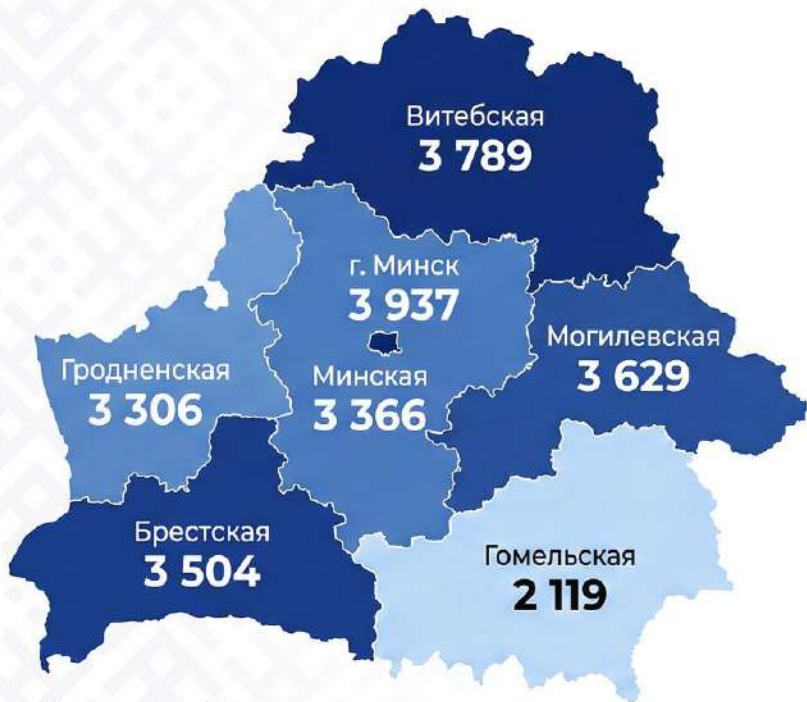 Витебская
3 789
г. Минск
3 937
Могилевская
3 629
Гродненская
3 306
Минская
3 366
Брестская
3 504
Гомельская
2 119